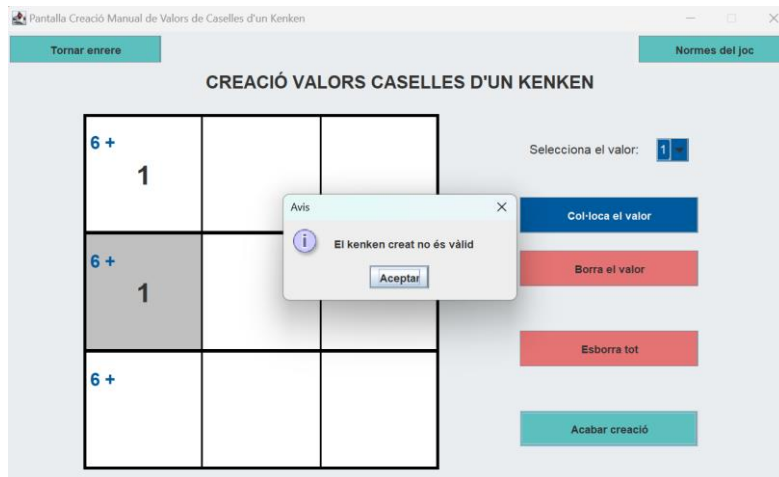 Pantalla Creació Manual de Valors de Caselles d'un Kenken
Tornar enrere
Normes del joc
CREACIÓ VALORS CASELLES D'UN KENKEN
6 +
1
Selecciona el valor:
1
Avis
El kenken creat no és vàlid
Aceptar
Col·loca el valor
6 +
1
Borra el valor
Esborra tot
6 +
Acabar creació